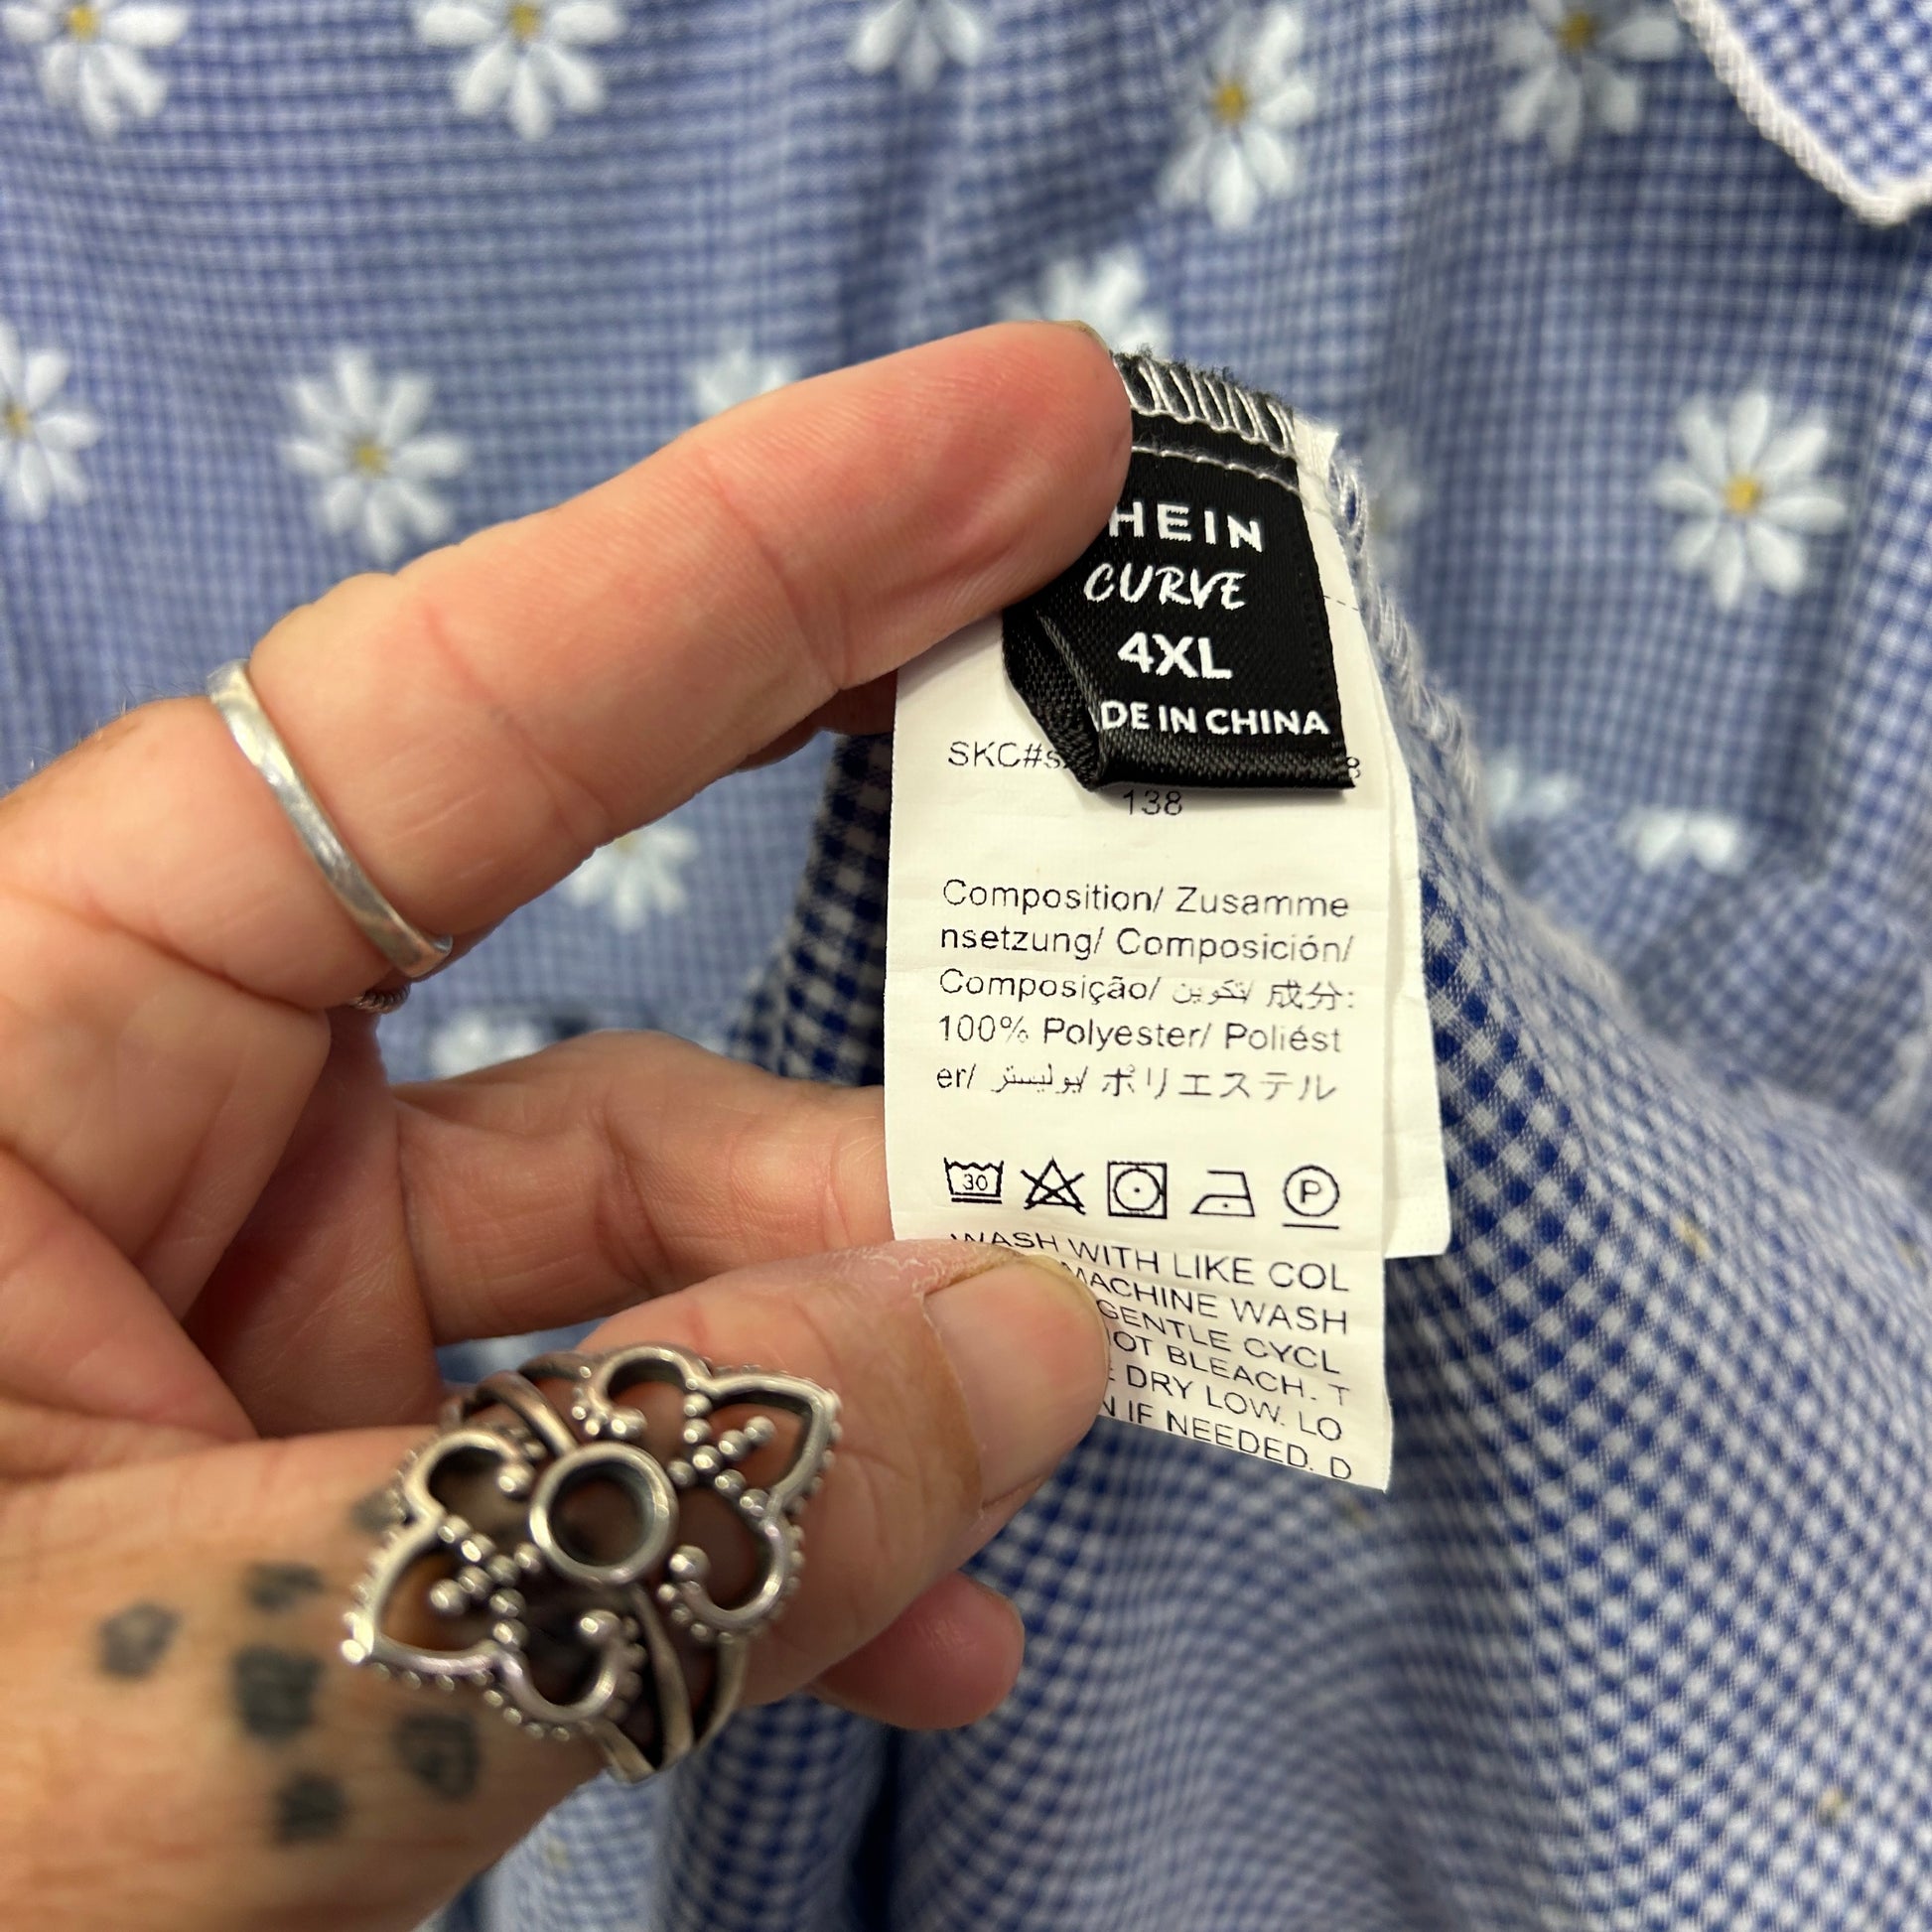 HEIN
CURVE
4XL
DE IN CHINA
SKC#s 8
138
Composition/ Zusamme
nsetzung/ Composición/
Composição/ تكوين/ 成分:
100% Polyester/ Poliést
er/ بوليستر/ ポリエステル
30
P
WASH WITH LIKE COL
MACHINE WASH
GENTLE CYCL
OT BLEACH. T
E DRY LOW. LO
N IF NEEDED. D